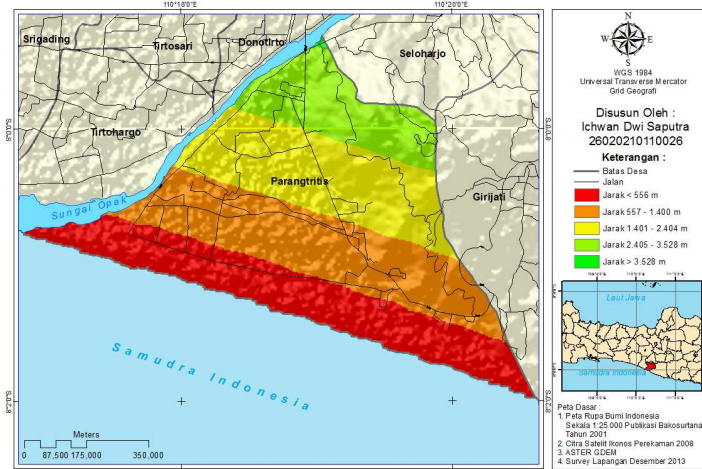 110°18'0"E
110°20'0"E
Srigading
Tirtosari
Donotirto
Seloharjo
8°0'0"S
8°0'0"S
Tirtohargo
Parangtritis
Girijati
Sungai Opak
Samudra Indonesia
8°2'0"S
8°2'0"S
Meters
0 87,500 175,000 350,000
N
W E
S
WGS 1984
Universal Transverse Mercator
Grid Geografi
Disusun Oleh :
Ichwan Dwi Saputra
26020210110026
Keterangan :
Batas Desa
Jalan
Jarak < 556 m
Jarak 557 - 1.400 m
Jarak 1.401 - 2.404 m
Jarak 2.405 - 3.528 m
Jarak > 3.528 m
Laut Jawa
Samudra Indonesia
Peta Dasar :
1. Peta Rupa Bumi Indonesia
Sekala 1:25.000 Publikasi Bakosurtanal
Tahun 2001
2. Citra Satelit Ikonos Perekaman 2008
3. ASTER GDEM
4. Survey Lapangan Desember 2013